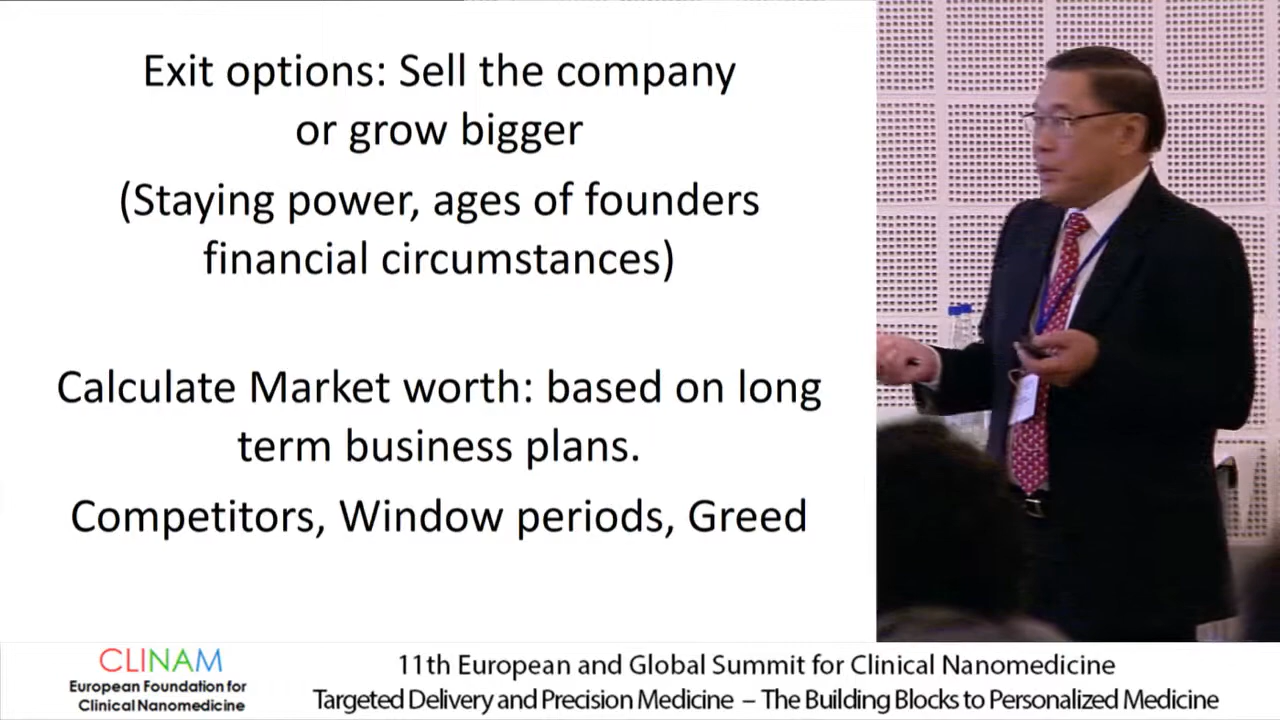 Exit options: Sell the company
or grow bigger
(Staying power, ages of founders
financial circumstances)
Calculate Market worth: based on long
term business plans.
Competitors, Window periods, Greed
CLINAM
European Foundation for
Clinical Nanomedicine
11th European and Global Summit for Clinical Nanomedicine
Targeted Delivery and Precision Medicine – The Building Blocks to Personalized Medicine